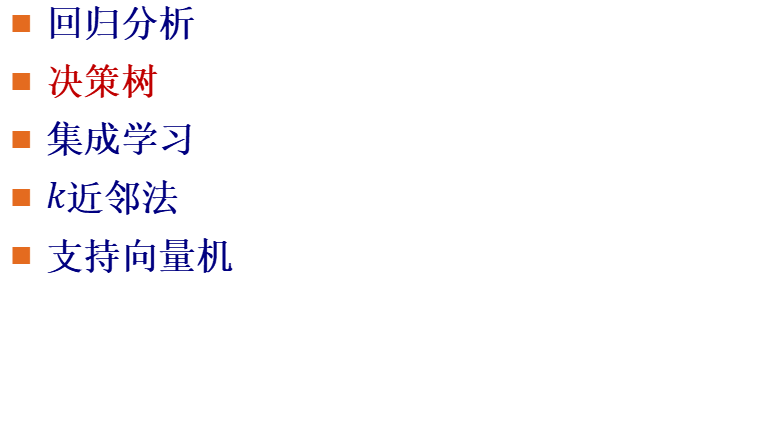 回归分析
决策树
集成学习
k近邻法
支持向量机